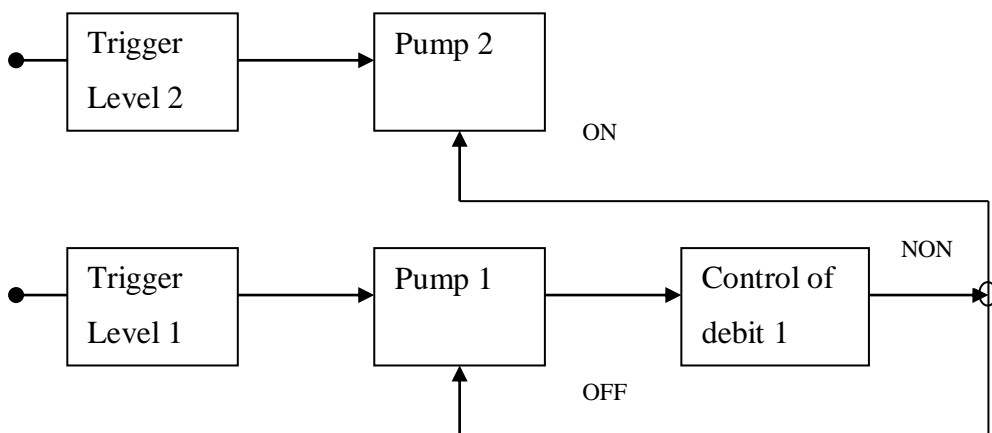 Trigger
Level 2
Pump 2
ON
Trigger
Level 1
Pump 1
Control of
debit 1
NON
OFF